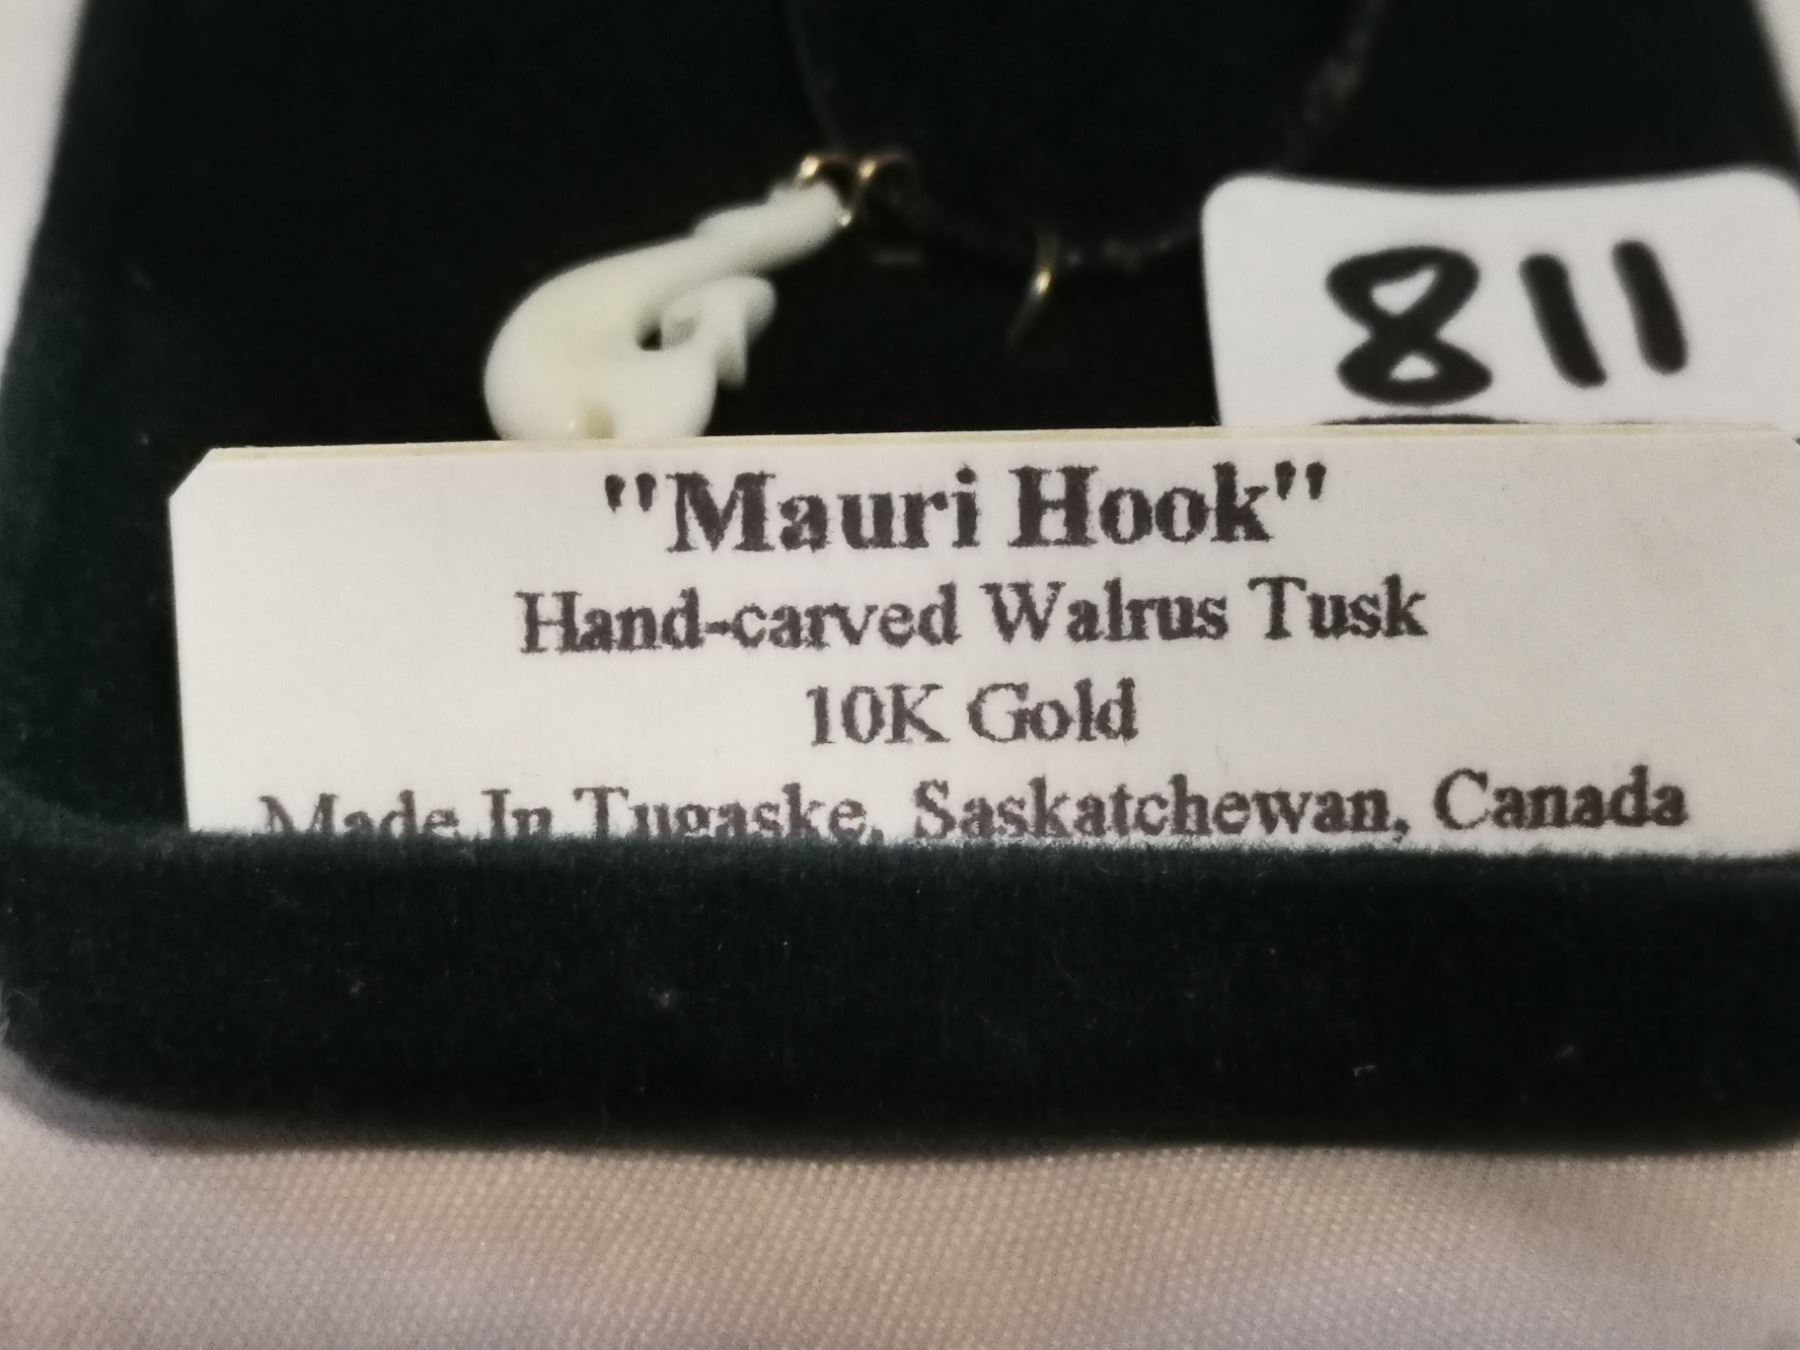 811
"Mauri Hook"
Hand-carved Walrus Tusk
10K Gold
Made In Tugaske, Saskatchewan, Canada